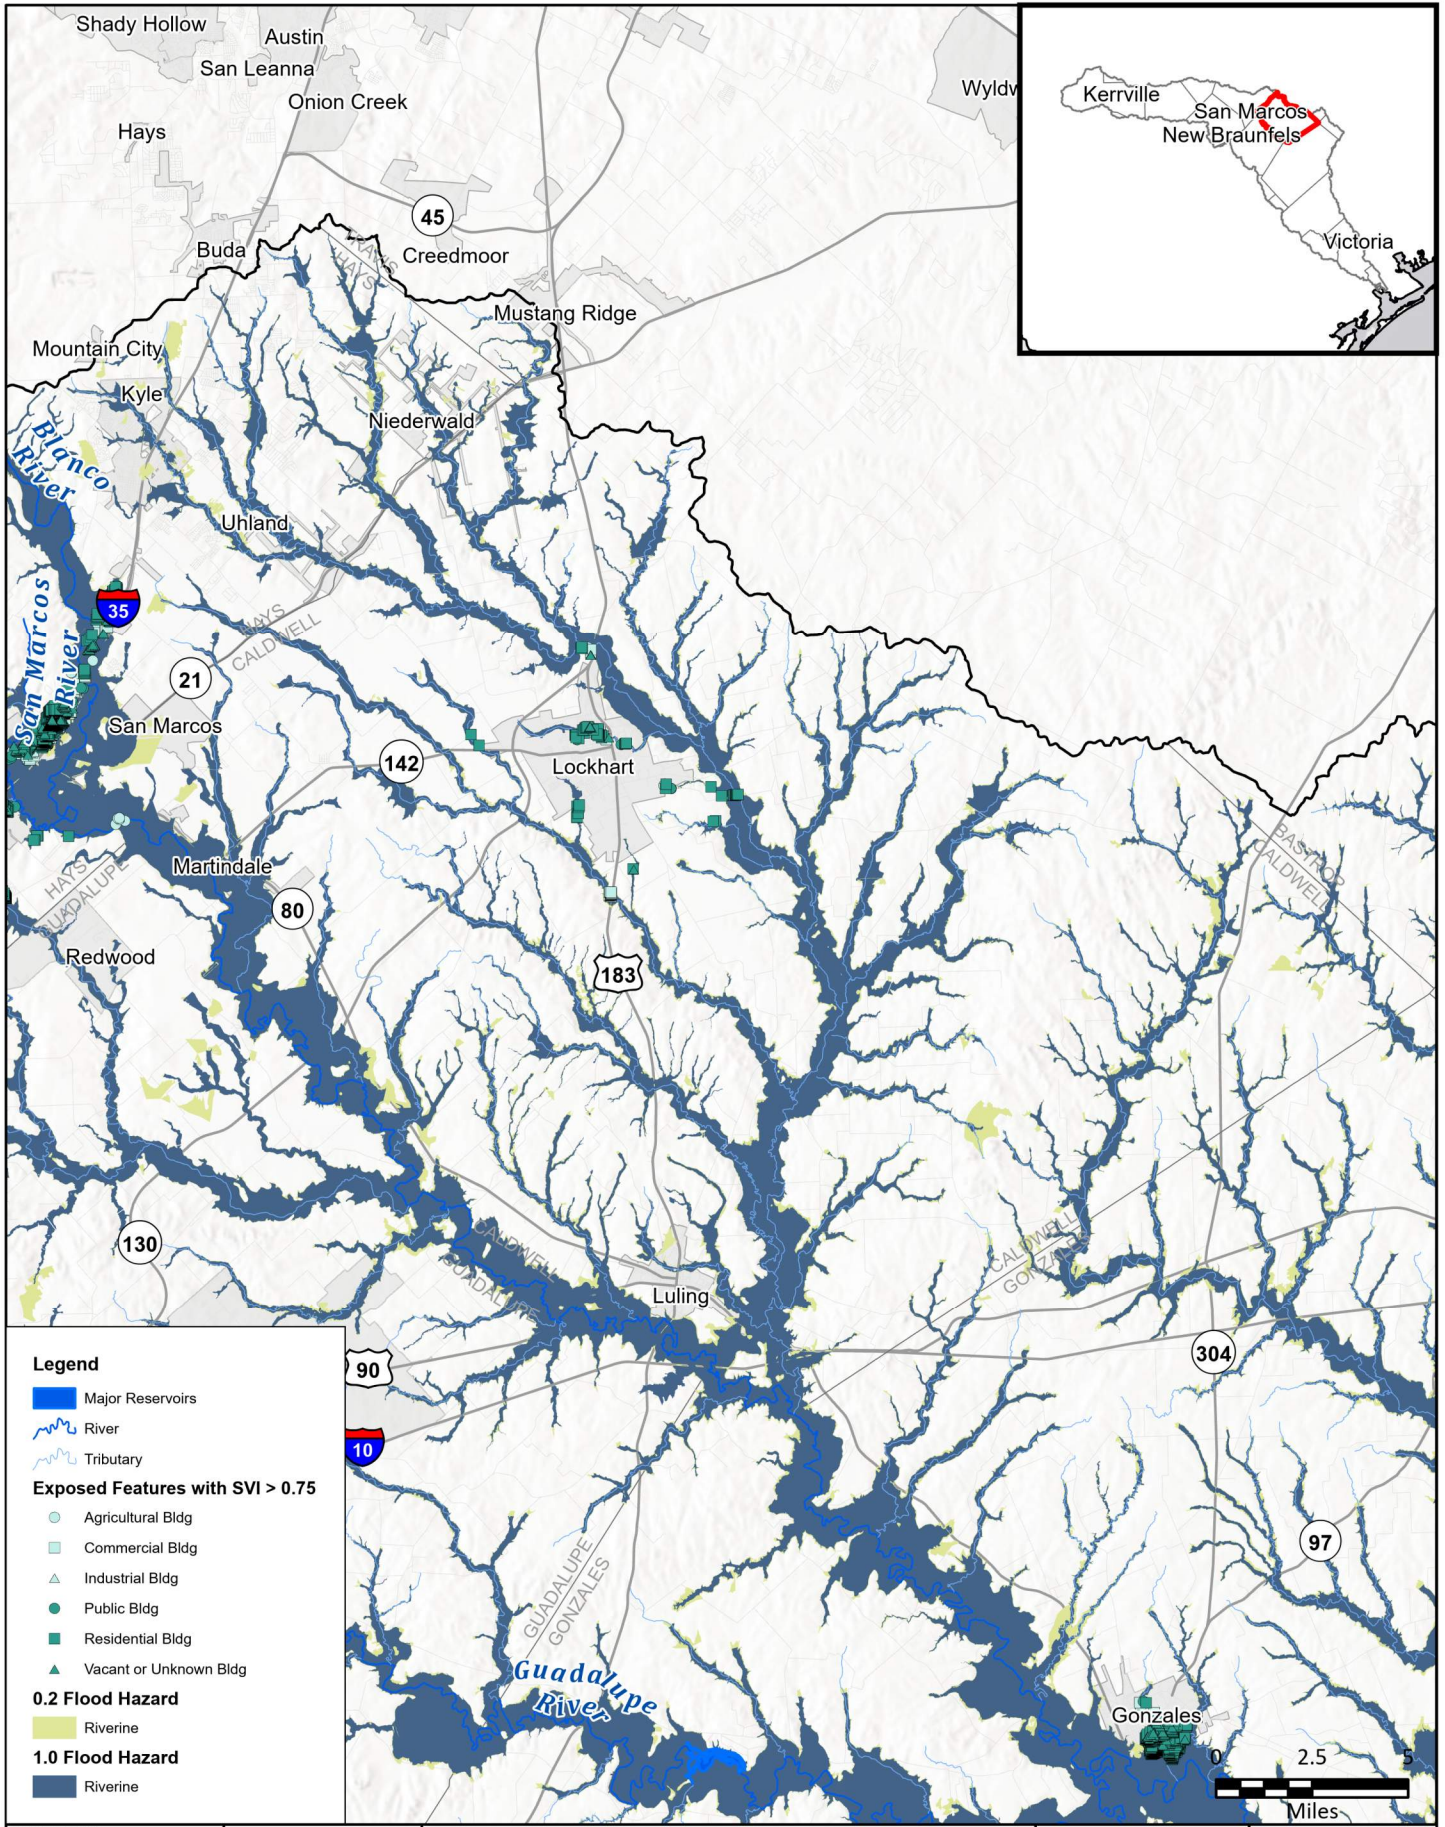 Shady Hollow
Austin
San Leanna
Onion Creek
Hays
Wyldw
Kerrville
San Marcos
New Braunfels
Victoria
45
Buda
TRAVIS
HAYS
Creedmoor
Mustang Ridge
Mountain City
Kyle
Niederwald
Blanco
River
Uhland
35
San Marcos
River
HAYS
CALDWELL
21
San Marcos
142
Lockhart
Martindale
HAYS
GUADALUPE
80
BASTROP
CALDWELL
Redwood
183
130
CALDWELL
GUADALUPE
CALDWELL
GONZALES
Luling
304
90
10
97
GUADALUPE
GONZALES
Guadalupe
River
Gonzales
0 2.5 5
Miles
Legend
Major Reservoirs
River
Tributary
Exposed Features with SVI > 0.75
Agricultural Bldg
Commercial Bldg
Industrial Bldg
Public Bldg
Residential Bldg
Vacant or Unknown Bldg
0.2 Flood Hazard
Riverine
1.0 Flood Hazard
Riverine